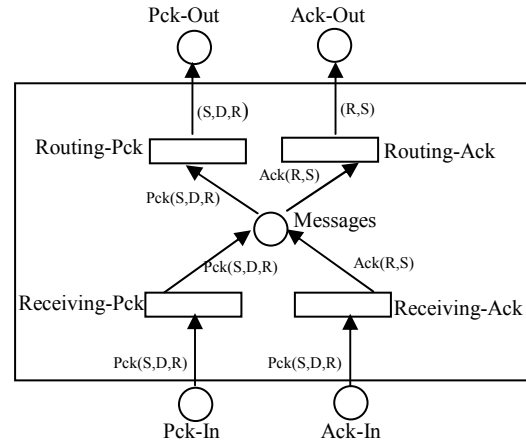 Pck-Out
Ack-Out
(S,D,R)
(R,S)
Routing-Pck
Routing-Ack
Pck(S,D,R)
Ack(R,S)
Messages
Pck(S,D,R)
Ack(R,S)
Receiving-Pck
Receiving-Ack
Pck(S,D,R)
Pck(S,D,R)
Pck-In
Ack-In